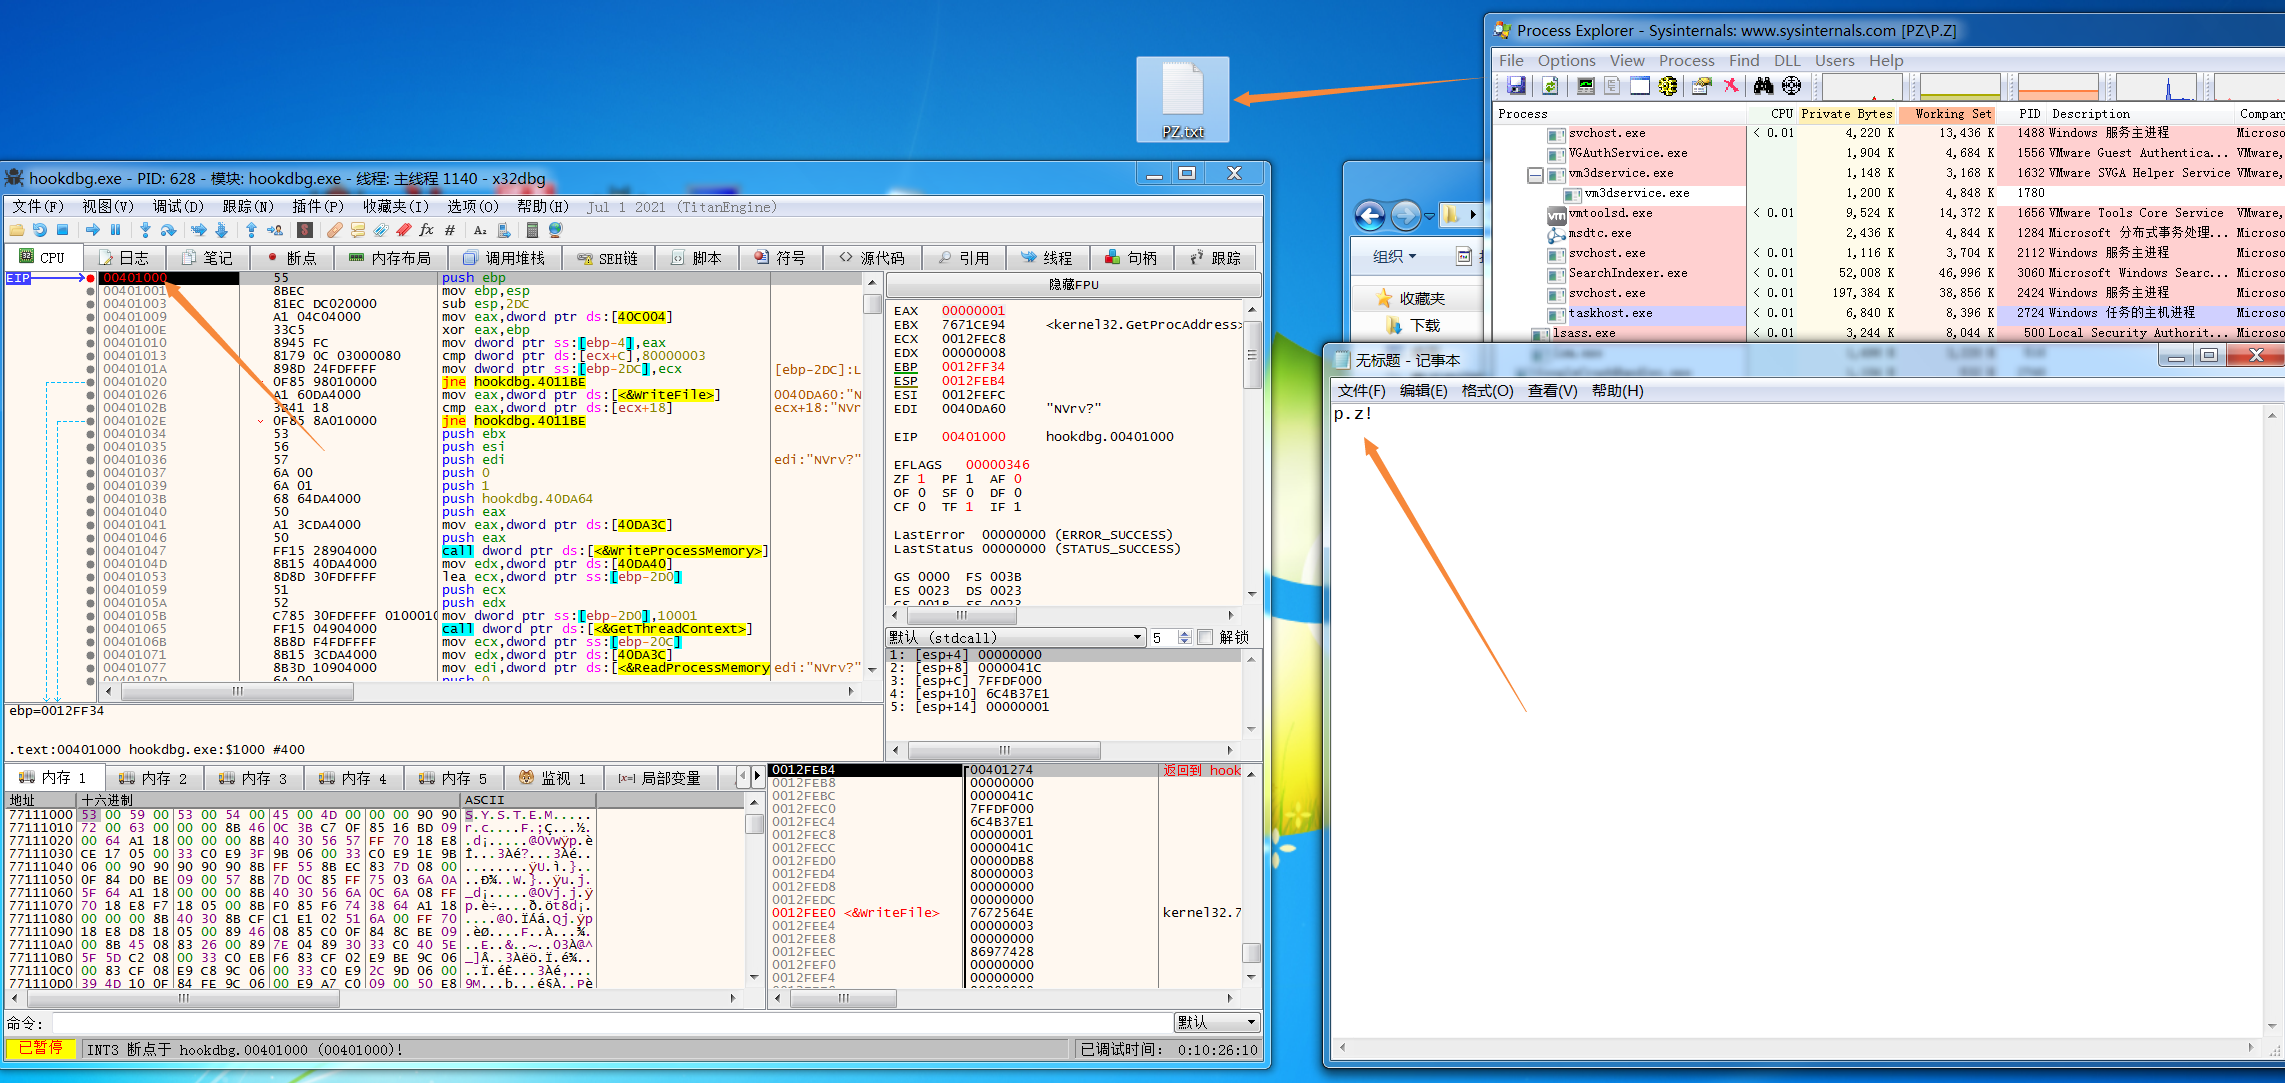 PZ.txt
Process Explorer - Sysinternals: www.sysinternals.com [PZ\P.Z]
File Options View Process Find DLL Users Help
Process CPU Private Bytes Working Set PID Description Company
svchost.exe < 0.01 4,220 K 13,436 K 1488 Windows 服务主进程 Microso
VGAuthService.exe 1,904 K 4,684 K 1556 VMware Guest Authentica... VMware,
vm3dservice.exe 1,148 K 3,168 K 1632 VMware SVGA Helper Service VMware,
vm3dservice.exe 1,200 K 4,848 K 1780
vmtoolsd.exe < 0.01 9,524 K 14,372 K 1656 VMware Tools Core Service VMware,
msdtc.exe 2,436 K 4,844 K 1284 Microsoft 分布式事务处理... Microso
svchost.exe < 0.01 1,116 K 3,704 K 2112 Windows 服务主进程 Microso
SearchIndexer.exe < 0.01 52,008 K 46,996 K 3060 Microsoft Windows Searc... Microso
svchost.exe < 0.01 197,384 K 38,856 K 2424 Windows 服务主进程 Microso
taskhost.exe < 0.01 6,840 K 8,396 K 2724 Windows 任务的主机进程 Microso
lsass.exe < 0.01 3,244 K 8,044 K 500 Local Security Authorit... Microso
组织
收藏夹
下载
无标题 - 记事本
文件(F) 编辑(E) 格式(O) 查看(V) 帮助(H)
p.z!
hookdbg.exe - PID: 628 - 模块: hookdbg.exe - 线程: 主线程 1140 - x32dbg
文件(F) 视图(V) 调试(D) 跟踪(N) 插件(P) 收藏夹(I) 选项(O) 帮助(H) Jul 1 2021 (TitanEngine)
CPU 日志 笔记 断点 内存布局 调用堆栈 SEH链 脚本 符号 源代码 引用 线程 句柄 跟踪
EIP 00401000 55 push ebp
00401001 8BEC mov ebp,esp
00401003 81EC DC020000 sub esp,2DC
00401009 A1 04C04000 mov eax,dword ptr ds:[40C004]
0040100E 33C5 xor eax,ebp
00401010 8945 FC mov dword ptr ss:[ebp-4],eax
00401013 8179 0C 03000080 cmp dword ptr ds:[ecx+C],80000003
0040101A 898D 24FDFFFF mov dword ptr ss:[ebp-2DC],ecx [ebp-2DC]:L
00401020 0F85 98010000 jne hookdbg.4011BE
00401026 A1 60DA4000 mov eax,dword ptr ds:[<&WriteFile>] 0040DA60:"N
0040102B 3B41 18 cmp eax,dword ptr ds:[ecx+18] ecx+18:"NVr
0040102E 0F85 8A010000 jne hookdbg.4011BE
00401034 53 push ebx
00401035 56 push esi
00401036 57 push edi edi:"NVrv?"
00401037 6A 00 push 0
00401039 6A 01 push 1
0040103B 68 64DA4000 push hookdbg.40DA64
00401040 50 push eax
00401041 A1 3CDA4000 mov eax,dword ptr ds:[40DA3C]
00401046 50 push eax
00401047 FF15 28904000 call dword ptr ds:[<&WriteProcessMemory>]
0040104D 8B15 40DA4000 mov edx,dword ptr ds:[40DA40]
00401053 8D8D 30FDFFFF lea ecx,dword ptr ss:[ebp-2D0]
00401059 51 push ecx
0040105A 52 push edx
0040105B C785 30FDFFFF 0100010 mov dword ptr ss:[ebp-2D0],10001
00401065 FF15 04904000 call dword ptr ds:[<&GetThreadContext>]
0040106B 8B8D F4FDFFFF mov ecx,dword ptr ss:[ebp-20C]
00401071 8B15 3CDA4000 mov edx,dword ptr ds:[40DA3C]
00401077 8B3D 10904000 mov edi,dword ptr ds:[<&ReadProcessMemory edi:"NVrv?"
0040107D 6A 00 push 0
ebp=0012FF34
.text:00401000 hookdbg.exe:$1000 #400
隐藏FPU
EAX 00000001
EBX 7671CE94 <kernel32.GetProcAddress>
ECX 0012FEC8
EDX 00000008
EBP 0012FF34
ESP 0012FEB4
ESI 0012FEFC
EDI 0040DA60 "NVrv?"
EIP 00401000 hookdbg.00401000
EFLAGS 00000346
ZF 1 PF 1 AF 0
OF 0 SF 0 DF 0
CF 0 TF 1 IF 1
LastError 00000000 (ERROR_SUCCESS)
LastStatus 00000000 (STATUS_SUCCESS)
GS 0000 FS 003B
ES 0023 DS 0023
CS 001B SS 0023
默认 (stdcall) 5 解锁
1: [esp+4] 00000000
2: [esp+8] 0000041C
3: [esp+C] 7FFDF000
4: [esp+10] 6C4B37E1
5: [esp+14] 00000001
内存 1 内存 2 内存 3 内存 4 内存 5 监视 1 [x=] 局部变量
地址 十六进制 ASCII
77111000 53 00 59 00 53 00 54 00 45 00 4D 00 00 00 90 90 S.Y.S.T.E.M.....
77111010 72 00 63 00 00 00 8B 46 0C 3B C7 0F 85 16 BD 09 r.c....F.;Ç...½.
77111020 00 64 A1 18 00 00 00 8B 40 30 56 57 FF 70 18 E8 .d¡.....@0VWÿp.è
77111030 CE 17 05 00 33 C0 E9 3F 9B 06 00 33 C0 E9 1E 9B Î...3Àé?...3Àé..
77111040 06 00 90 90 90 90 90 8B FF 55 8B EC 83 7D 08 00 ........ÿU.ì.}..
77111050 0F 84 D0 BE 09 00 57 8B 7D 0C 85 FF 75 03 6A 0A ..Ð¾..W.}..ÿu.j.
77111060 5F 64 A1 18 00 00 00 8B 40 30 56 6A 0C 6A 08 FF _d¡.....@0Vj.j.ÿ
77111070 70 18 E8 F7 18 05 00 8B F0 85 F6 74 38 64 A1 18 p.è÷....ð.öt8d¡.
77111080 00 00 00 8B 40 30 8B CF C1 E1 02 51 6A 00 FF 70 ....@0.ÏÁá.Qj.ÿp
77111090 18 E8 D8 18 05 00 89 46 08 85 C0 0F 84 8C BE 09 .èØ....F..À...¾.
771110A0 00 8B 45 08 83 26 00 89 7E 04 89 30 33 C0 40 5E ..E..&..~..03À@^
771110B0 5F 5D C2 08 00 33 C0 EB F6 83 CF 02 E9 BE 9C 06 _]Â..3Àëö.Ï.é¾..
771110C0 00 83 CF 08 E9 C8 9C 06 00 33 C0 E9 2C 9D 06 00 ..Ï.éÈ...3Àé,...
771110D0 39 4D 10 0F 84 FE 9C 06 00 E9 A7 C0 09 00 50 E8 9M...þ...é§À..Pè
0012FEB4 00401274 返回到 hook
0012FEB8 00000000
0012FEBC 0000041C
0012FEC0 7FFDF000
0012FEC4 6C4B37E1
0012FEC8 00000001
0012FECC 0000041C
0012FED0 00000DB8
0012FED4 80000003
0012FED8 00000000
0012FEDC 00000000
0012FEE0 <&WriteFile> 7672564E kernel32.7
0012FEE4 00000003
0012FEE8 00000000
0012FEEC 86977428
0012FEF0 00000000
0012FEF4 00000000
命令: 默认
已暂停 INT3 断点于 hookdbg.00401000 (00401000)! 已调试时间: 0:10:26:10